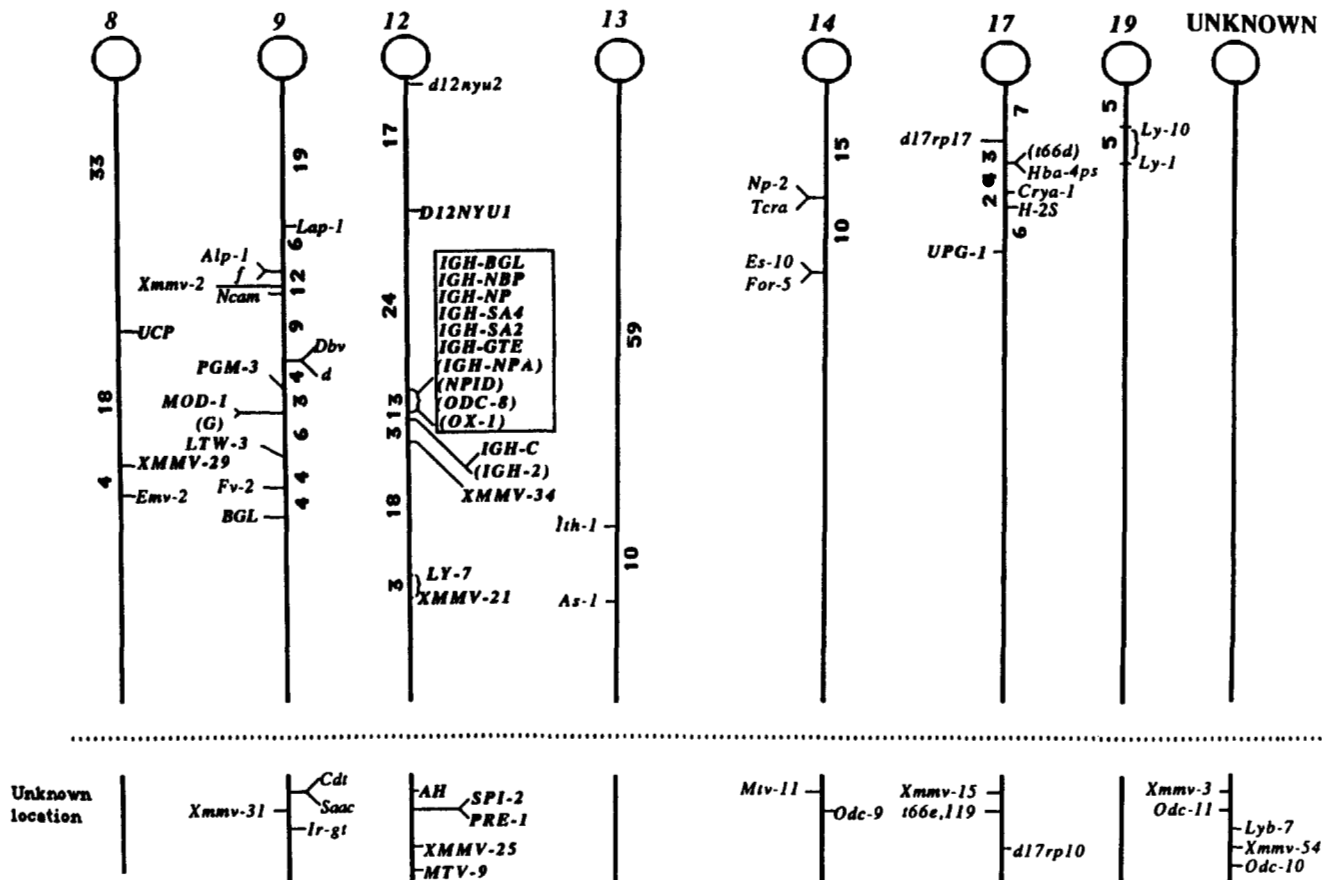 8
9
12
13
14
17
19
UNKNOWN
33
UCP
18
XMMV-29
4
Emv-2
19
Lap-1
6
Alp-1
f
Xmmv-2
Ncam
12
9
Dbv
d
PGM-3
4
MOD-1
(G)
3
LTW-3
6
Fv-2
4
BGL
4
d12nyu2
17
D12NYU1
24
IGH-BGL
IGH-NBP
IGH-NP
IGH-SA4
IGH-SA2
IGH-GTE
(IGH-NPA)
(NPID)
(ODC-8)
(OX-1)
13
3
IGH-C
(IGH-2)
XMMV-34
18
LY-7
3
XMMV-21
59
Ith-1
10
As-1
15
Np-2
Tcra
10
Es-10
For-5
7
d17rp17
3
(t66d)
Hba-4ps
4
Crya-1
2
H-2S
6
UPG-1
5
Ly-10
5
Ly-1
Unknown
location
Xmmv-31
Cdt
Saac
Ir-gt
AH
SPI-2
PRE-1
XMMV-25
MTV-9
Mtv-11
Odc-9
Xmmv-15
t66e,119
d17rp10
Xmmv-3
Odc-11
Lyb-7
Xmmv-54
Odc-10